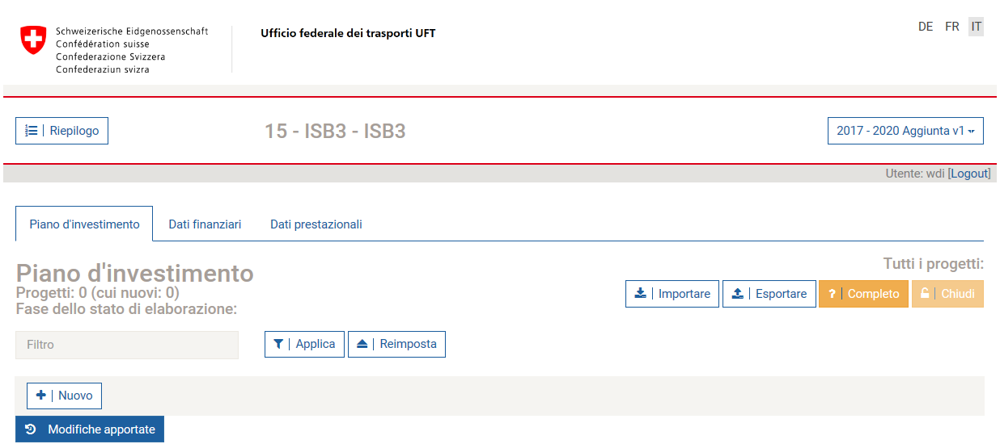 Schweizerische Eidgenossenschaft
Confédération suisse
Confederazione Svizzera
Confederaziun svizra
Ufficio federale dei trasporti UFT
DE FR IT
Riepilogo
15 - ISB3 - ISB3
2017 - 2020 Aggiunta v1
Utente: wdi [Logout]
Piano d'investimento Dati finanziari Dati prestazionali
Piano d'investimento
Progetti: 0 (cui nuovi: 0)
Fase dello stato di elaborazione:
Tutti i progetti:
Importare Esportare ? Completo Chiudi
Filtro Applica Reimposta
Nuovo
Modifiche apportate